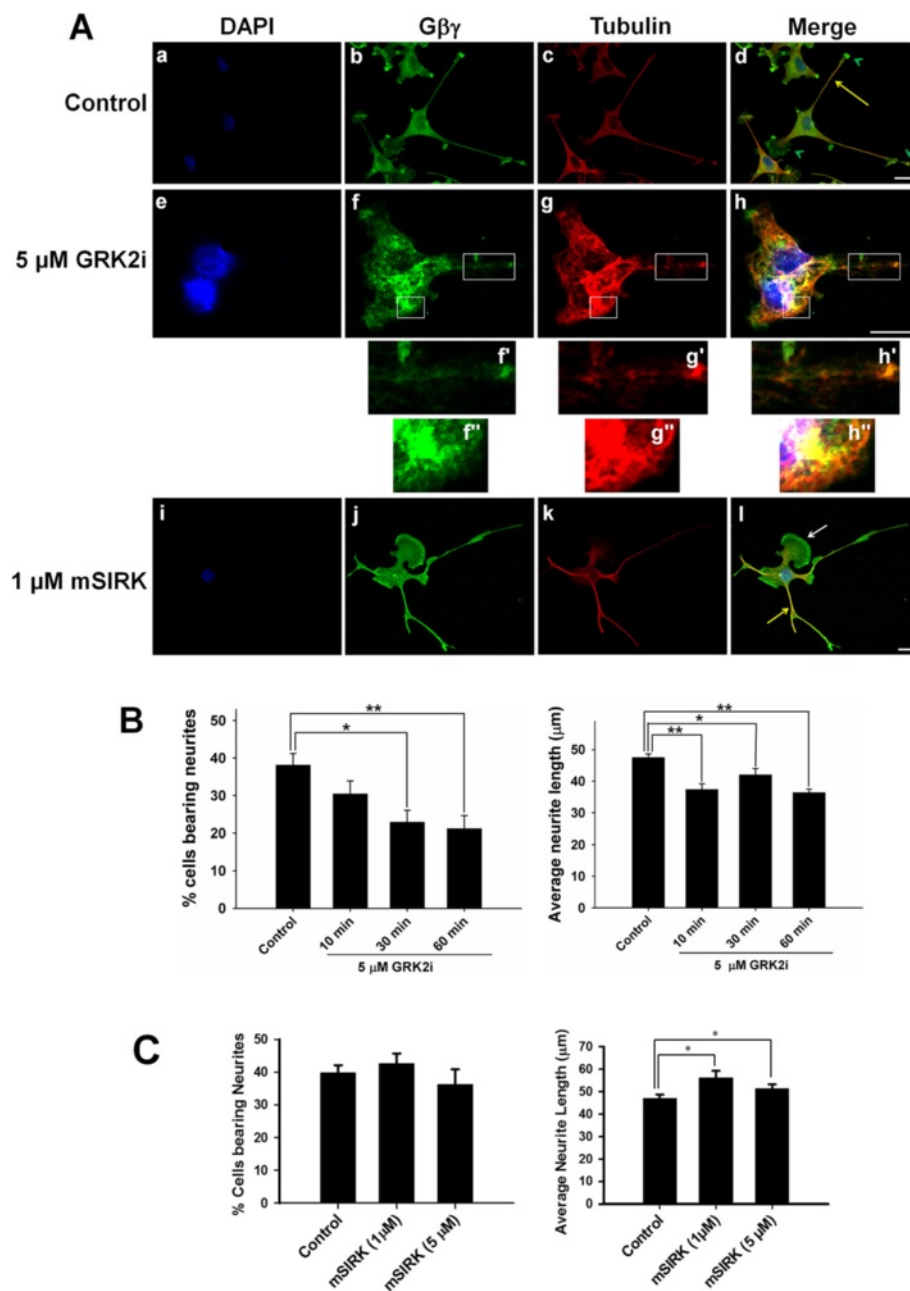 A
DAPI Gβγ Tubulin Merge
Control
a b c d
5 µM GRK2i
e f g h
f' g' h'
f" g" h"
1 µM mSIRK
i j k l
B
% cells bearing neurites
50
40
30
20
10
0
* **
Control 10 min 30 min 60 min
5 µM GRK2i
Average neurite length (µm)
60
50
40
30
20
10
0
** * **
Control 10 min 30 min 60 min
5 µM GRK2i
C
% Cells bearing Neurites
50
40
30
20
10
0
Control mSIRK (1µM) mSIRK (5 µM)
Average Neurite Length (µm)
70
60
50
40
30
20
10
0
* *
Control mSIRK (1µM) mSIRK (5 µM)